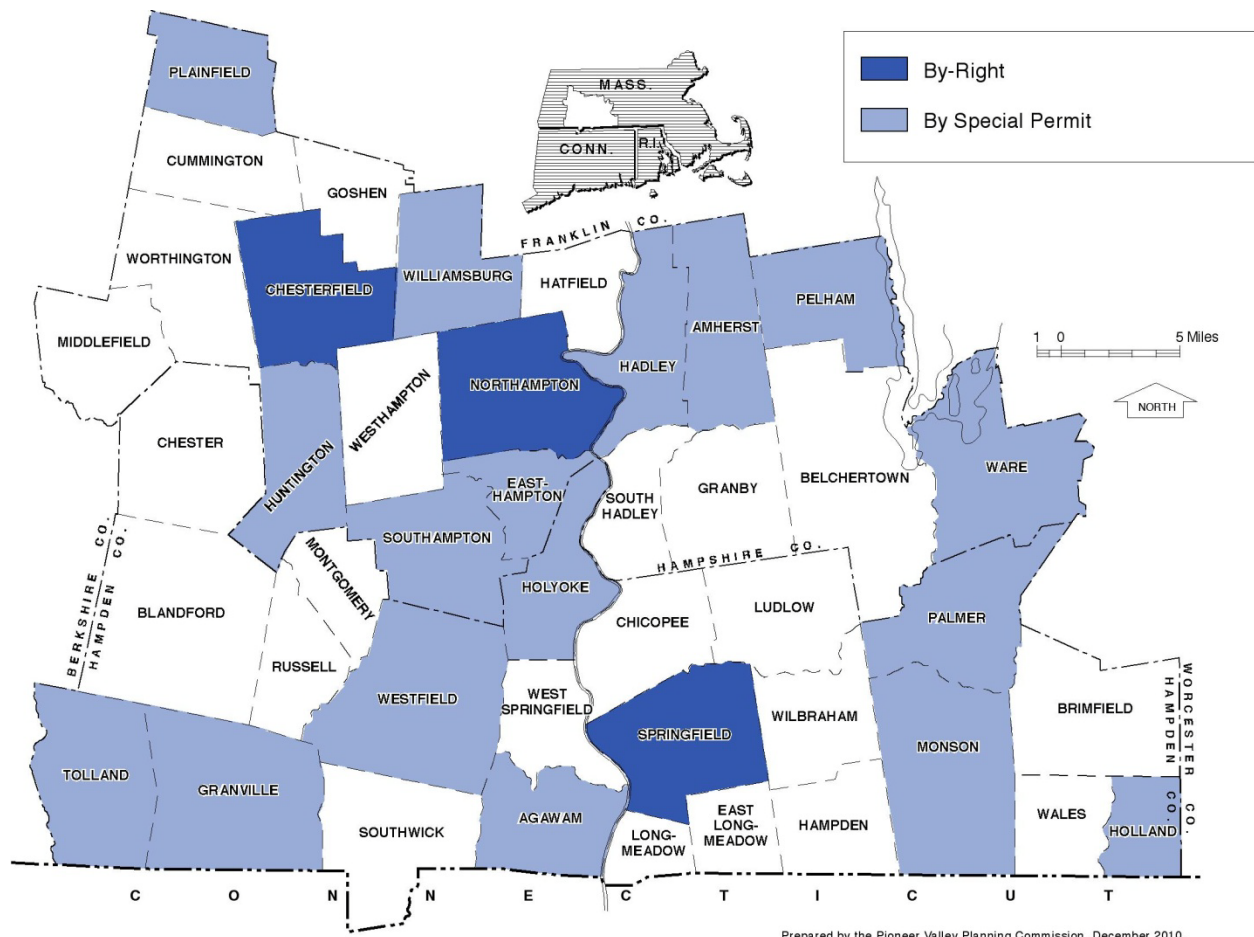 PLAINFIELD
MASS.
CONN.
R.I.
By-Right
By Special Permit
CUMMINGTON
GOSHEN
FRANKLIN CO.
WORTHINGTON
CHESTERFIELD
WILLIAMSBURG
HATFIELD
PELHAM
AMHERST
MIDDLEFIELD
HADLEY
1 0 5 Miles
NORTH
NORTHAMPTON
WESTHAMPTON
CHESTER
HUNTINGTON
EAST-
HAMPTON
SOUTH
HADLEY
GRANBY
BELCHERTOWN
WARE
SOUTHAMPTON
MONTGOMERY
HAMPSHIRE CO.
BERKSHIRE CO.
HAMPDEN CO.
BLANDFORD
HOLYOKE
CHICOPEE
LUDLOW
PALMER
RUSSELL
WESTFIELD
WEST
SPRINGFIELD
SPRINGFIELD
WILBRAHAM
MONSON
BRIMFIELD
WORCESTER CO.
HAMPDEN CO.
TOLLAND
GRANVILLE
SOUTHWICK
AGAWAM
LONG-
MEADOW
EAST
LONG-
MEADOW
HAMPDEN
WALES
HOLLAND
CONNECTICUT
Prepared by the Pioneer Valley Planning Commission, December 2010